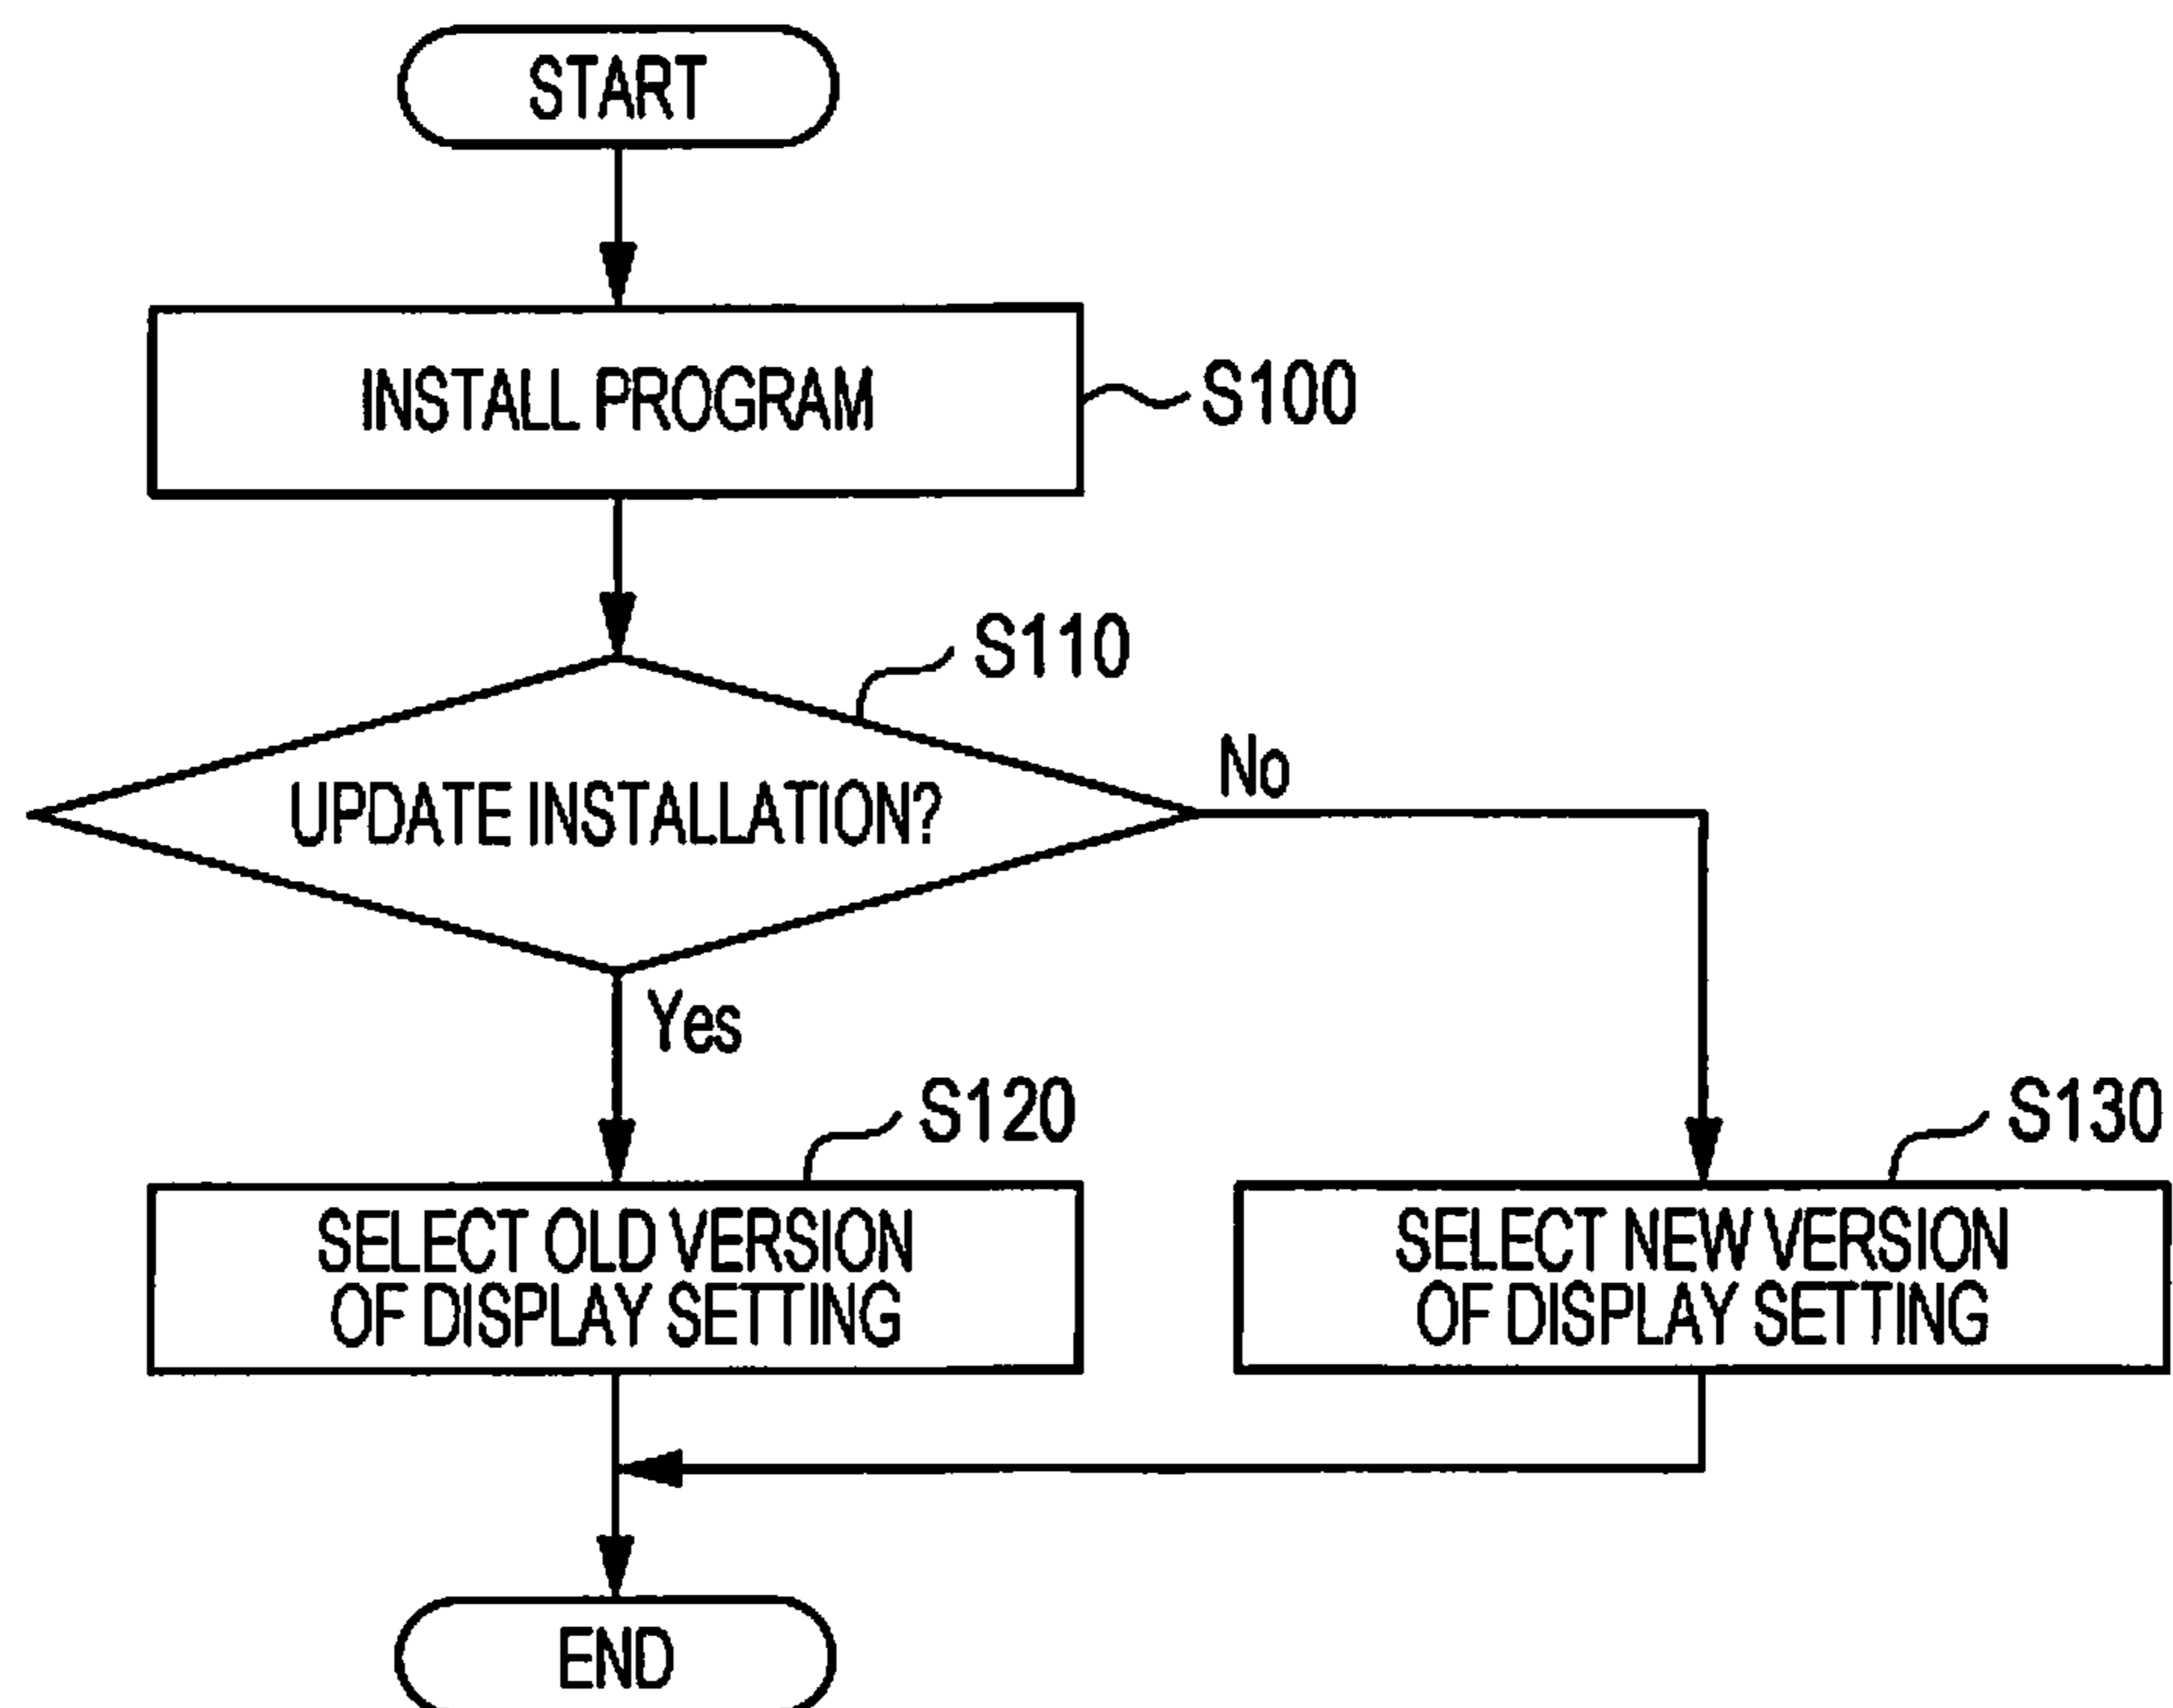 START
INSTALL PROGRAM
S100
S110
UPDATE INSTALLATION?
No
Yes
S120
SELECT OLD VERSION
OF DISPLAY SETTING
S130
SELECT NEW VERSION
OF DISPLAY SETTING
END